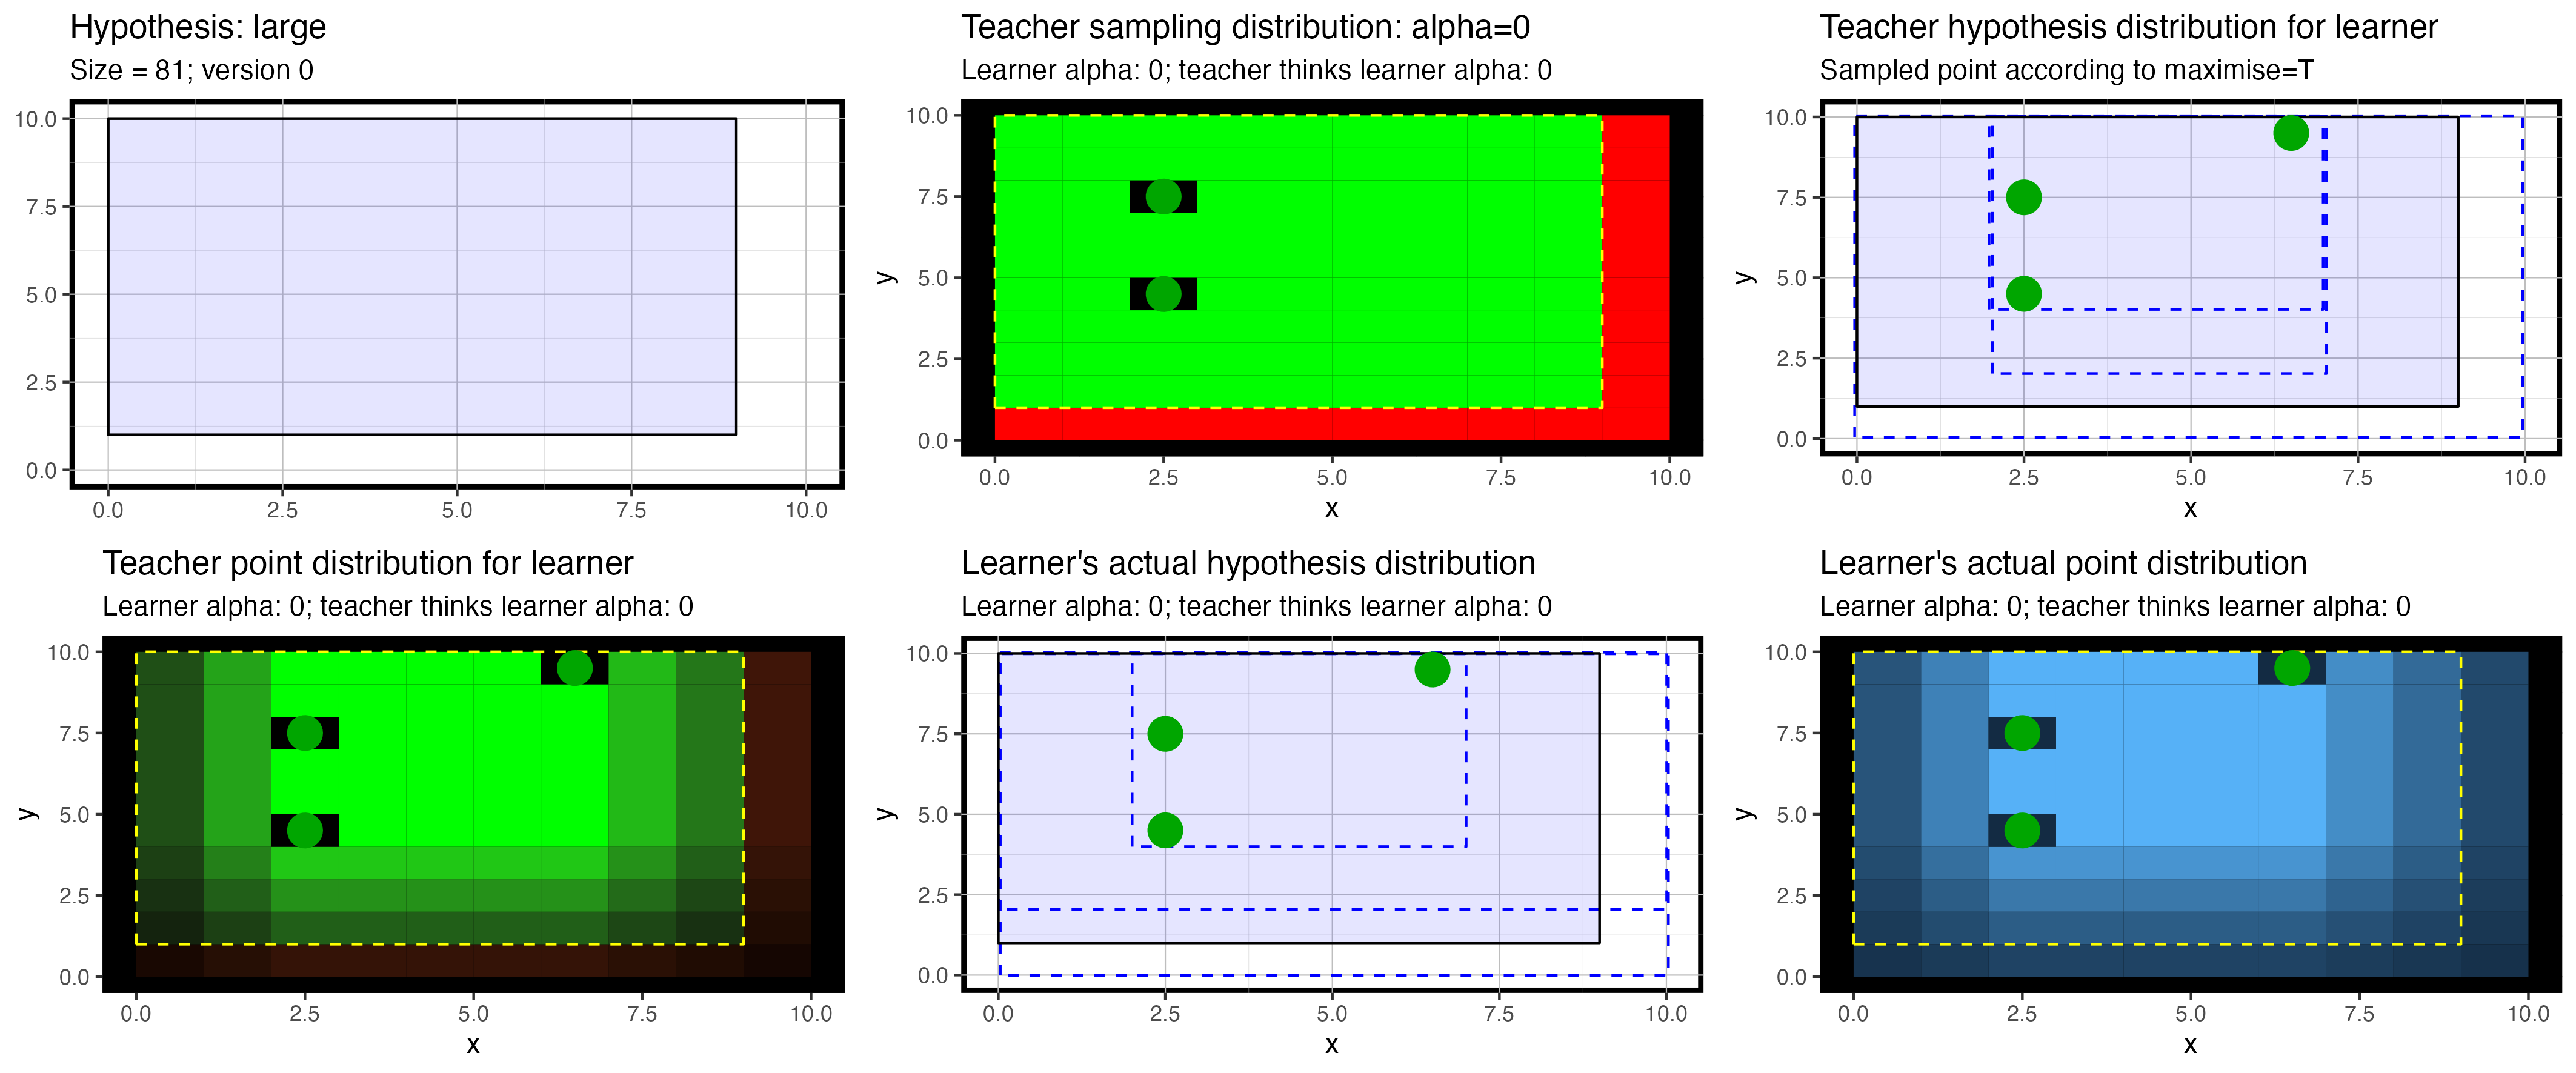 Hypothesis: large
Size = 81; version 0
10.0
7.5
5.0
2.5
0.0
0.0 2.5 5.0 7.5 10.0
Teacher sampling distribution: alpha=0
Learner alpha: 0; teacher thinks learner alpha: 0
y
10.0
7.5
5.0
2.5
0.0
0.0 2.5 5.0 7.5 10.0
x
Teacher hypothesis distribution for learner
Sampled point according to maximise=T
y
10.0
7.5
5.0
2.5
0.0
0.0 2.5 5.0 7.5 10.0
x
Teacher point distribution for learner
Learner alpha: 0; teacher thinks learner alpha: 0
y
10.0
7.5
5.0
2.5
0.0
0.0 2.5 5.0 7.5 10.0
x
Learner's actual hypothesis distribution
Learner alpha: 0; teacher thinks learner alpha: 0
y
10.0
7.5
5.0
2.5
0.0
0.0 2.5 5.0 7.5 10.0
x
Learner's actual point distribution
Learner alpha: 0; teacher thinks learner alpha: 0
y
10.0
7.5
5.0
2.5
0.0
0.0 2.5 5.0 7.5 10.0
x